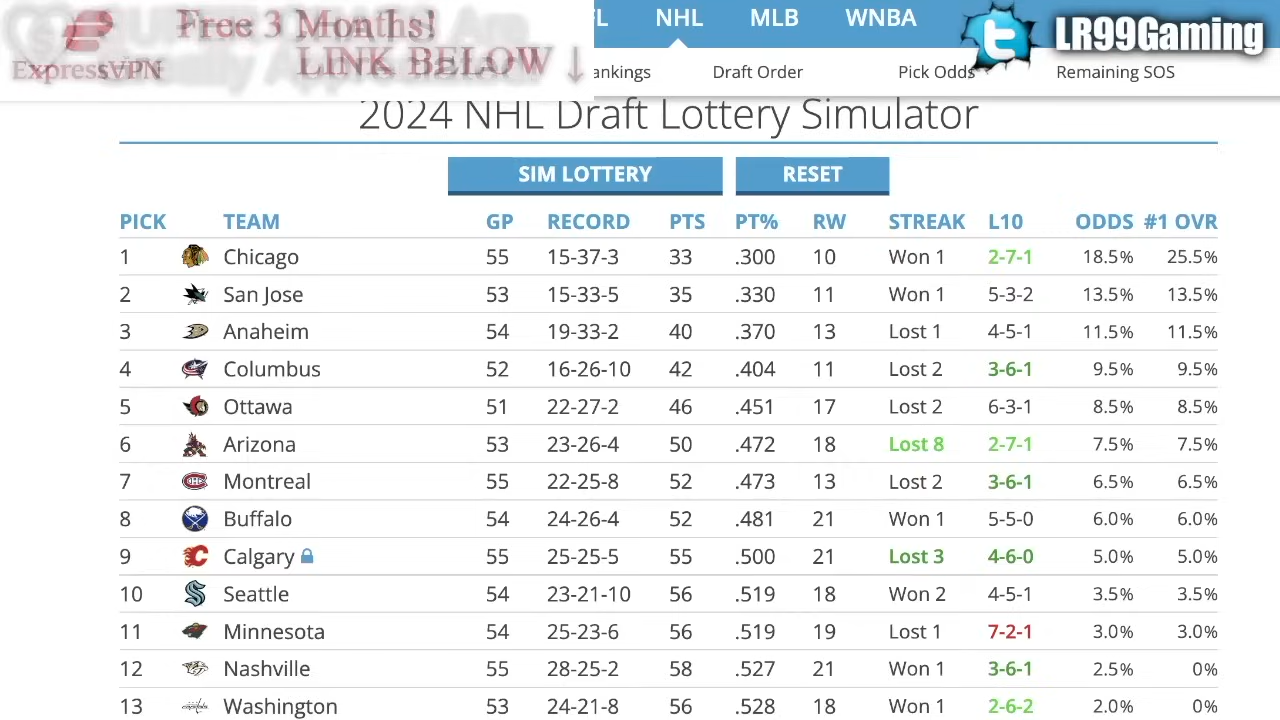 Free 3 Months!
LINK BELOW ↓
ExpressVPN
NHL MLB WNBA
LR99Gaming
Draft Order Pick Odds Remaining SOS
2024 NHL Draft Lottery Simulator
SIM LOTTERY RESET
PICK TEAM GP RECORD PTS PT% RW STREAK L10 ODDS #1 OVR
1 Chicago 55 15-37-3 33 .300 10 Won 1 2-7-1 18.5% 25.5%
2 San Jose 53 15-33-5 35 .330 11 Won 1 5-3-2 13.5% 13.5%
3 Anaheim 54 19-33-2 40 .370 13 Lost 1 4-5-1 11.5% 11.5%
4 Columbus 52 16-26-10 42 .404 11 Lost 2 3-6-1 9.5% 9.5%
5 Ottawa 51 22-27-2 46 .451 17 Lost 2 6-3-1 8.5% 8.5%
6 Arizona 53 23-26-4 50 .472 18 Lost 8 2-7-1 7.5% 7.5%
7 Montreal 55 22-25-8 52 .473 13 Lost 2 3-6-1 6.5% 6.5%
8 Buffalo 54 24-26-4 52 .481 21 Won 1 5-5-0 6.0% 6.0%
9 Calgary 55 25-25-5 55 .500 21 Lost 3 4-6-0 5.0% 5.0%
10 Seattle 54 23-21-10 56 .519 18 Won 2 4-5-1 3.5% 3.5%
11 Minnesota 54 25-23-6 56 .519 19 Lost 1 7-2-1 3.0% 3.0%
12 Nashville 55 28-25-2 58 .527 21 Won 1 3-6-1 2.5% 0%
13 Washington 53 24-21-8 56 .528 18 Won 1 2-6-2 2.0% 0%